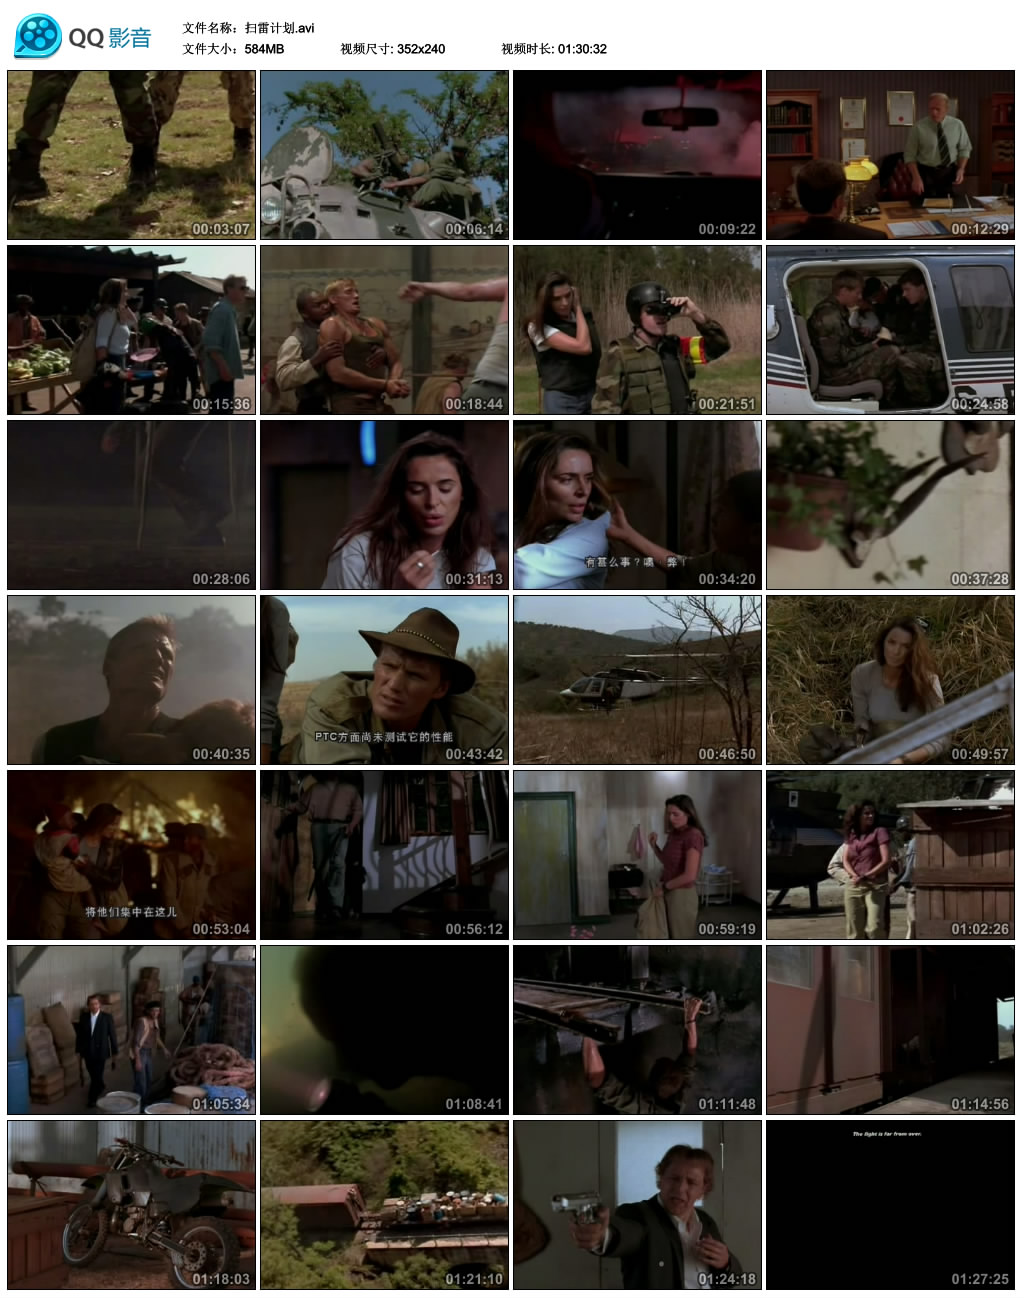 QQ 影音
文件名称: 扫雷计划.avi
文件大小: 584MB 视频尺寸: 352x240 视频时长: 01:30:32
00:03:07 00:06:14 00:09:22 00:12:29
00:15:36 00:18:44 00:21:51 00:24:58
有甚么事？
00:28:06 00:31:13 00:34:20 00:37:28
PTC方面尚未测试它的性能
00:40:35 00:43:42 00:46:50 00:49:57
将他们集中在这儿
00:53:04 00:56:12 00:59:19 01:02:26
01:05:34 01:08:41 01:11:48 01:14:56
The fight is far from over.
01:18:03 01:21:10 01:24:18 01:27:25